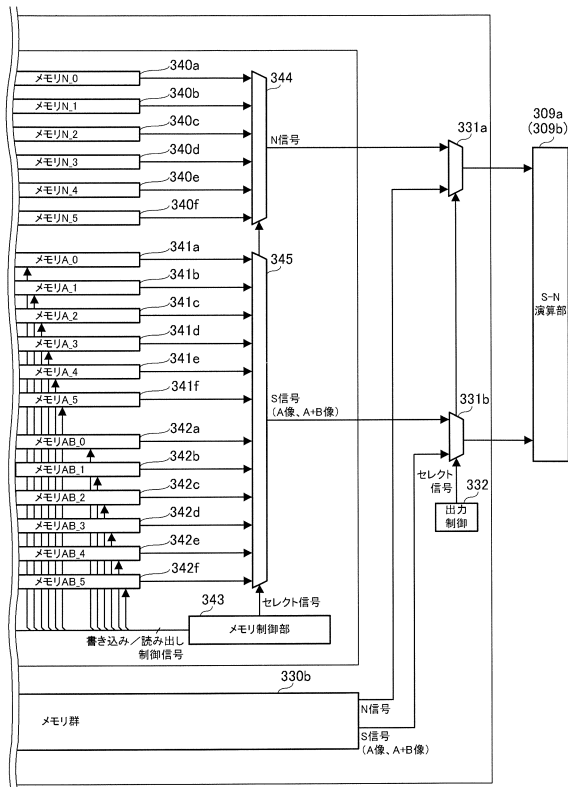 340a
メモリN_0
344
340b
メモリN_1
340c
メモリN_2
309a
(309b)
N信号
331a
340d
メモリN_3
340e
メモリN_4
340f
メモリN_5
341a
メモリA_0
345
341b
メモリA_1
S-N
演算部
341c
メモリA_2
341d
メモリA_3
341e
メモリA_4
341f
メモリA_5
S信号
(A像、A+B像)
331b
342a
メモリAB_0
342b
メモリAB_1
セレクト
信号
332
342c
メモリAB_2
出力
制御
342d
メモリAB_3
342e
メモリAB_4
342f
メモリAB_5
343
セレクト信号
メモリ制御部
書き込み/読み出し
制御信号
330b
メモリ群
N信号
S信号
(A像、A+B像)